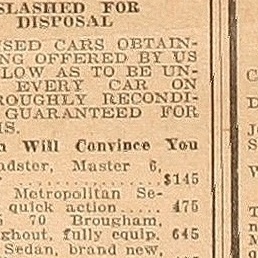 SLASHED FOR
DISPOSAL
USED CARS OBTAIN-
NG OFFERED BY US
LOW AS TO BE UN-
EVERY CAR ON
ROUGHLY RECONDI-
GUARANTEED FOR
Will Convince You
adster, Master 6,
$145
Metropolitan Se-
quick action 475
70 Brougham,
ghout, fully equip. 645
Sedan, brand new,